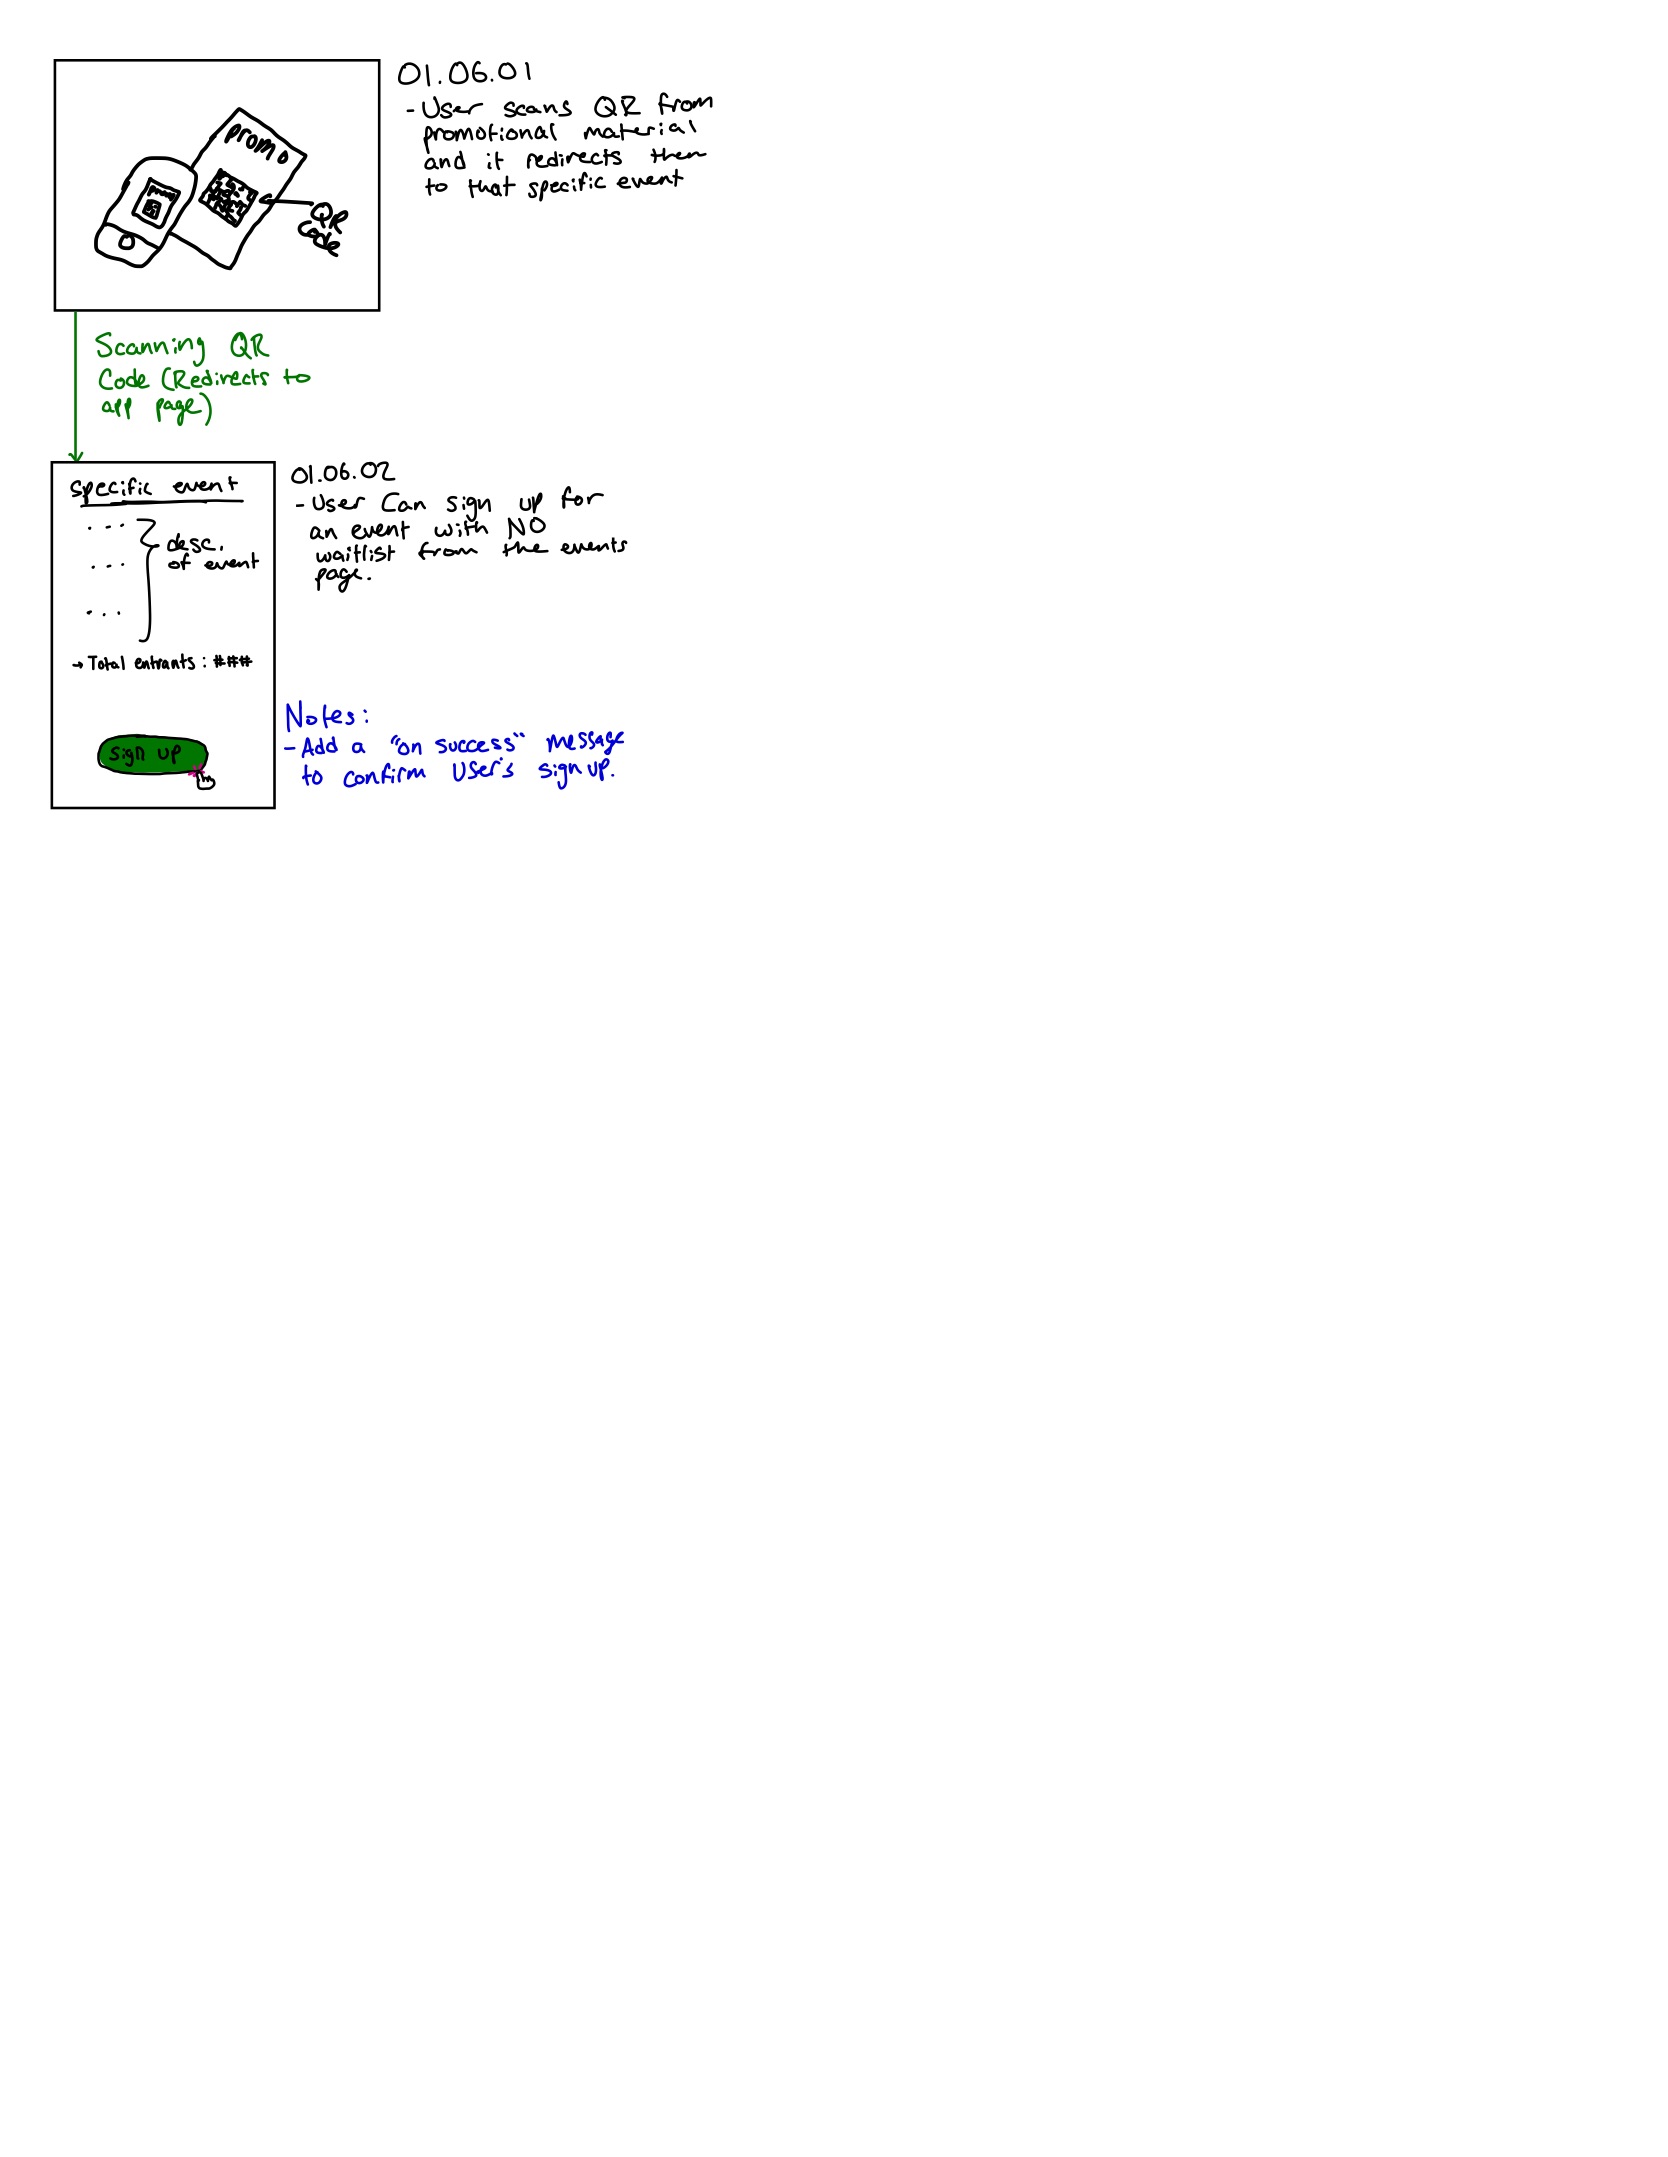 promo
QR
Code
01.06.01
- User scans QR from
promotional material
and it redirects them
to that specific event
Scanning QR
Code (Redirects to
app page)
specific event
...
...
...
desc.
of event
→ Total entrants: ###
sign up
01.06.02
- User Can sign up for
an event with NO
waitlist from the events
page.
Notes:
- Add a "on success" message
to confirm User's sign up.